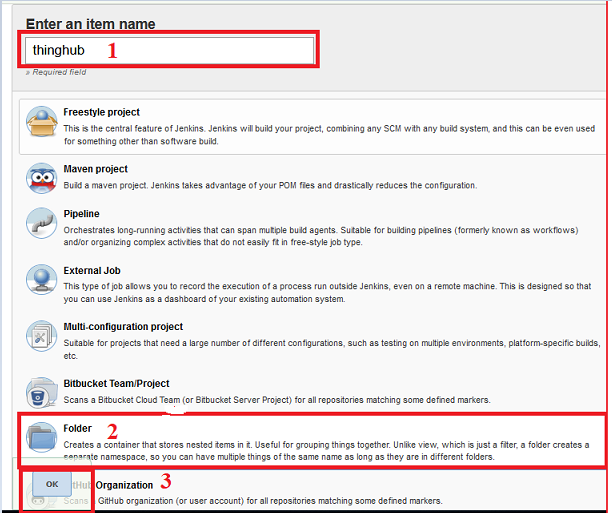 Enter an item name
thinghub 1
» Required field
Freestyle project
This is the central feature of Jenkins. Jenkins will build your project, combining any SCM with any build system, and this can be even used
for something other than software build.
Maven project
Build a maven project. Jenkins takes advantage of your POM files and drastically reduces the configuration.
Pipeline
Orchestrates long-running activities that can span multiple build agents. Suitable for building pipelines (formerly known as workflows)
and/or organizing complex activities that do not easily fit in free-style job type.
External Job
This type of job allows you to record the execution of a process run outside Jenkins, even on a remote machine. This is designed so that
you can use Jenkins as a dashboard of your existing automation system.
Multi-configuration project
Suitable for projects that need a large number of different configurations, such as testing on multiple environments, platform-specific builds,
etc.
Bitbucket Team/Project
Scans a Bitbucket Cloud Team (or Bitbucket Server Project) for all repositories matching some defined markers.
Folder 2
Creates a container that stores nested items in it. Useful for grouping things together. Unlike view, which is just a filter, a folder creates a
separate namespace, so you can have multiple things of the same name as long as they are in different folders.
OK Organization 3
a GitHub organization (or user account) for all repositories matching some defined markers.